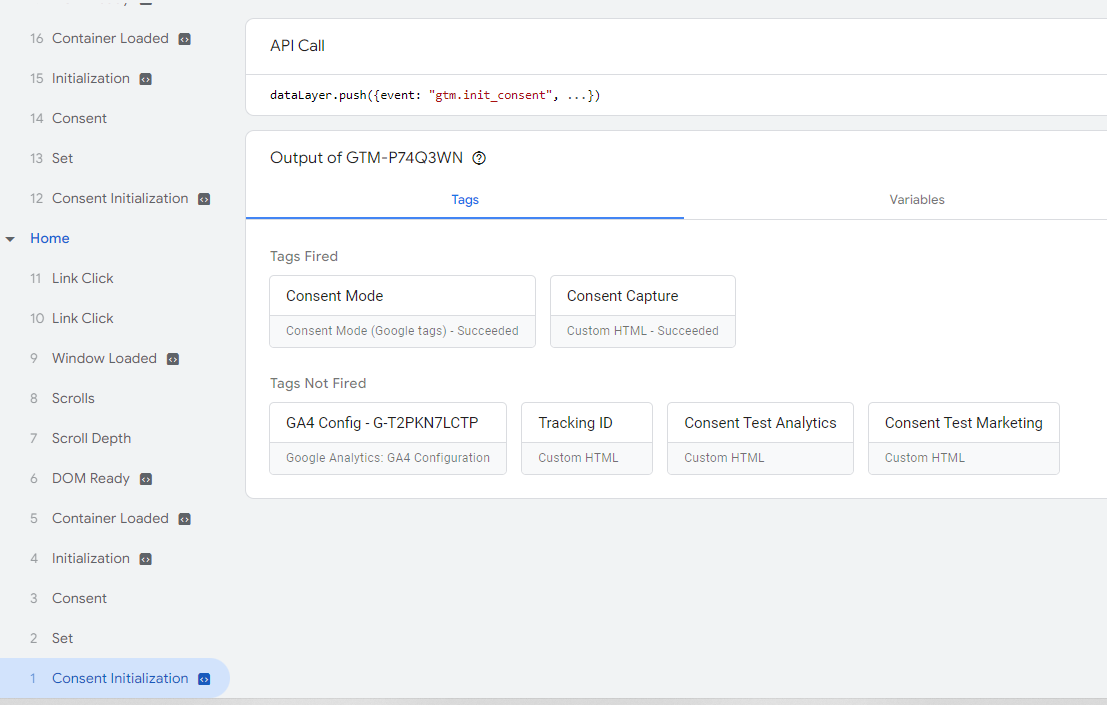 16 Container Loaded
15 Initialization
14 Consent
13 Set
12 Consent Initialization
Home
11 Link Click
10 Link Click
9 Window Loaded
8 Scrolls
7 Scroll Depth
6 DOM Ready
5 Container Loaded
4 Initialization
3 Consent
2 Set
1 Consent Initialization
API Call
dataLayer.push({event: "gtm.init_consent", ...})
Output of GTM-P74Q3WN
Tags Variables
Tags Fired
Consent Mode
Consent Mode (Google tags) - Succeeded
Consent Capture
Custom HTML - Succeeded
Tags Not Fired
GA4 Config - G-T2PKN7LCTP
Google Analytics: GA4 Configuration
Tracking ID
Custom HTML
Consent Test Analytics
Custom HTML
Consent Test Marketing
Custom HTML